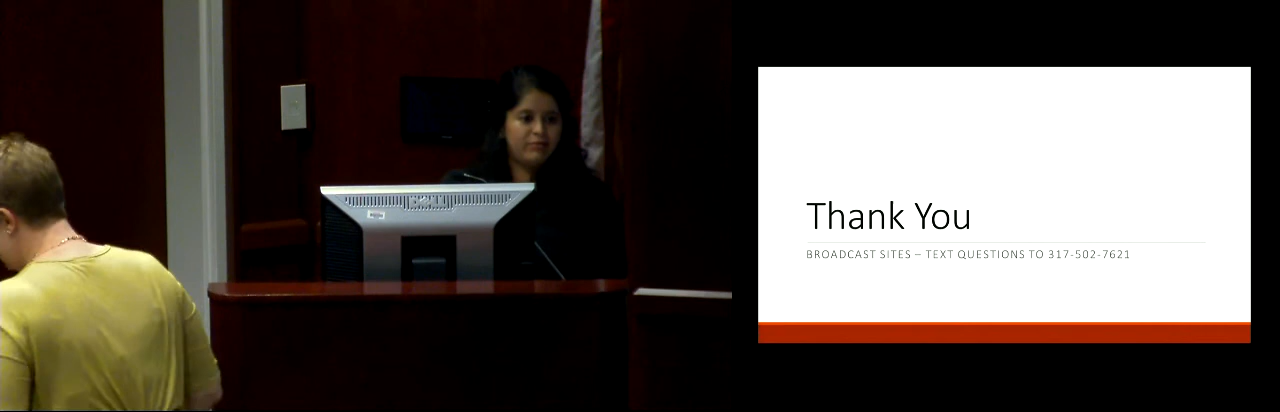 Thank You
BROADCAST SITES – TEXT QUESTIONS TO 317-502-7621